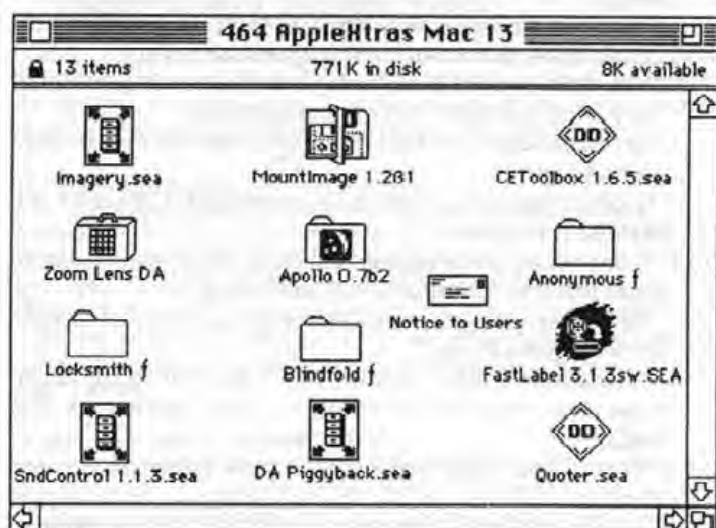 464 AppleXtras Mac 13
13 items 771K in disk 8K available
Imagery.sea MountImage 1.2ß1 CEToolbox 1.6.5.sea
Zoom Lens DA Apollo 0.7b2 Anonymous ƒ
Notice to Users
Locksmith ƒ Blindfold ƒ FastLabel 3.1.3sw.SEA
SndControl 1.1.3.sea DA Piggyback.sea Quoter.sea